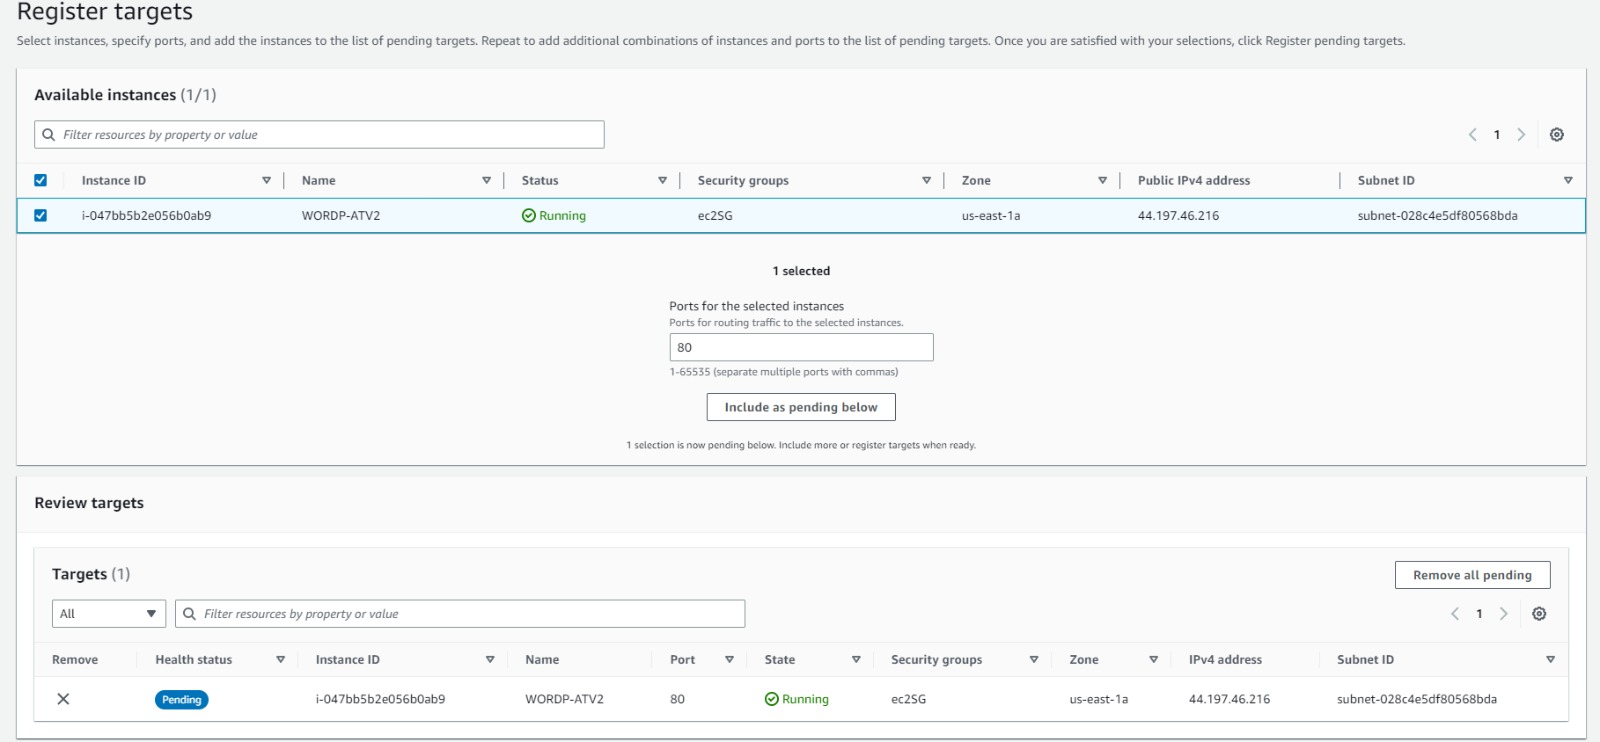 Register targets
Select instances, specify ports, and add the instances to the list of pending targets. Repeat to add additional combinations of instances and ports to the list of pending targets. Once you are satisfied with your selections, click Register pending targets.
Available instances (1/1)
Filter resources by property or value
1
Instance ID Name Status Security groups Zone Public IPv4 address Subnet ID
i-047bb5b2e056b0ab9 WORDP-ATV2 Running ec2SG us-east-1a 44.197.46.216 subnet-028c4e5df80568bda
1 selected
Ports for the selected instances
Ports for routing traffic to the selected instances.
80
1-65535 (separate multiple ports with commas)
Include as pending below
1 selection is now pending below. Include more or register targets when ready.
Review targets
Targets (1)
Remove all pending
All Filter resources by property or value
1
Remove Health status Instance ID Name Port State Security groups Zone IPv4 address Subnet ID
Pending i-047bb5b2e056b0ab9 WORDP-ATV2 80 Running ec2SG us-east-1a 44.197.46.216 subnet-028c4e5df80568bda